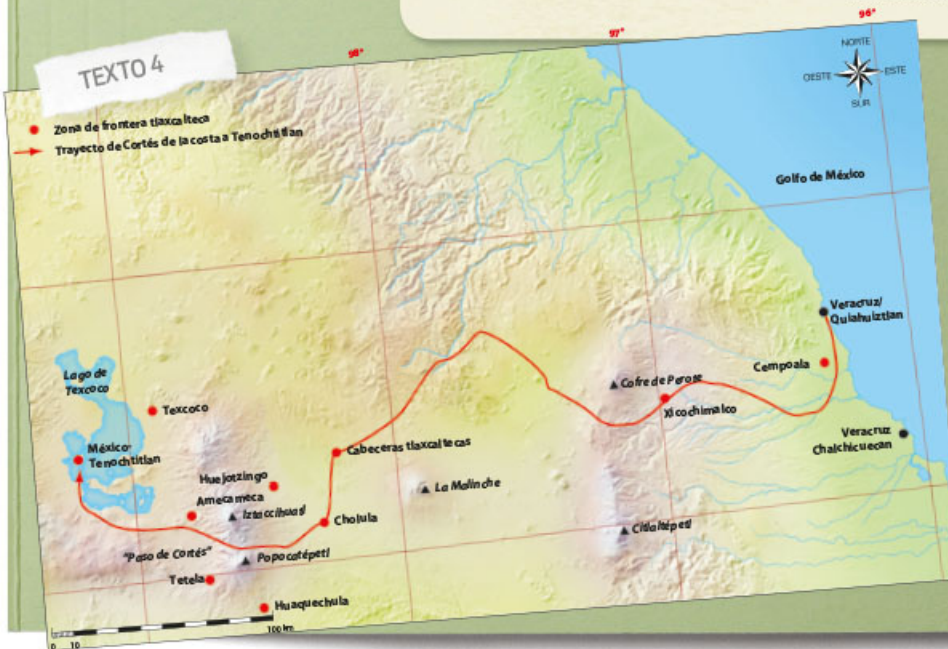 TEXTO 4
98°
97°
96°
NORTE
OESTE
ESTE
SUR
Zona de frontera tlaxcalteca
Trayecto de Cortés de la costa a Tenochtitlan
Golfo de México
Veracruz/
Quiahuiztlan
Cempoala
Lago de
Texcoco
Texcoco
Cofre de Perote
Xicochimalco
Veracruz
Chalchicuecan
México-
Tenochtitlan
Cabeceras tlaxcaltecas
Huejotzingo
La Malinche
Amecameca
Iztaccíhuatl
Cholula
Citlaltépetl
"Paso de Cortés"
Popocatépetl
Tetela
Huaquechula
0 10
100 km